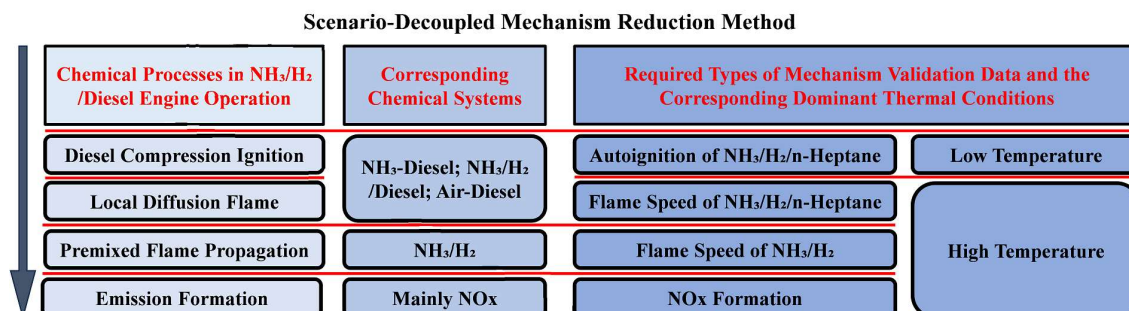 Scenario-Decoupled Mechanism Reduction Method
Chemical Processes in NH₃/H₂
/Diesel Engine Operation
Corresponding
Chemical Systems
Required Types of Mechanism Validation Data and the
Corresponding Dominant Thermal Conditions
Diesel Compression Ignition
NH₃-Diesel; NH₃/H₂
/Diesel; Air-Diesel
Autoignition of NH₃/H₂/n-Heptane
Low Temperature
Local Diffusion Flame
Flame Speed of NH₃/H₂/n-Heptane
High Temperature
Premixed Flame Propagation
NH₃/H₂
Flame Speed of NH₃/H₂
Emission Formation
Mainly NOx
NOx Formation